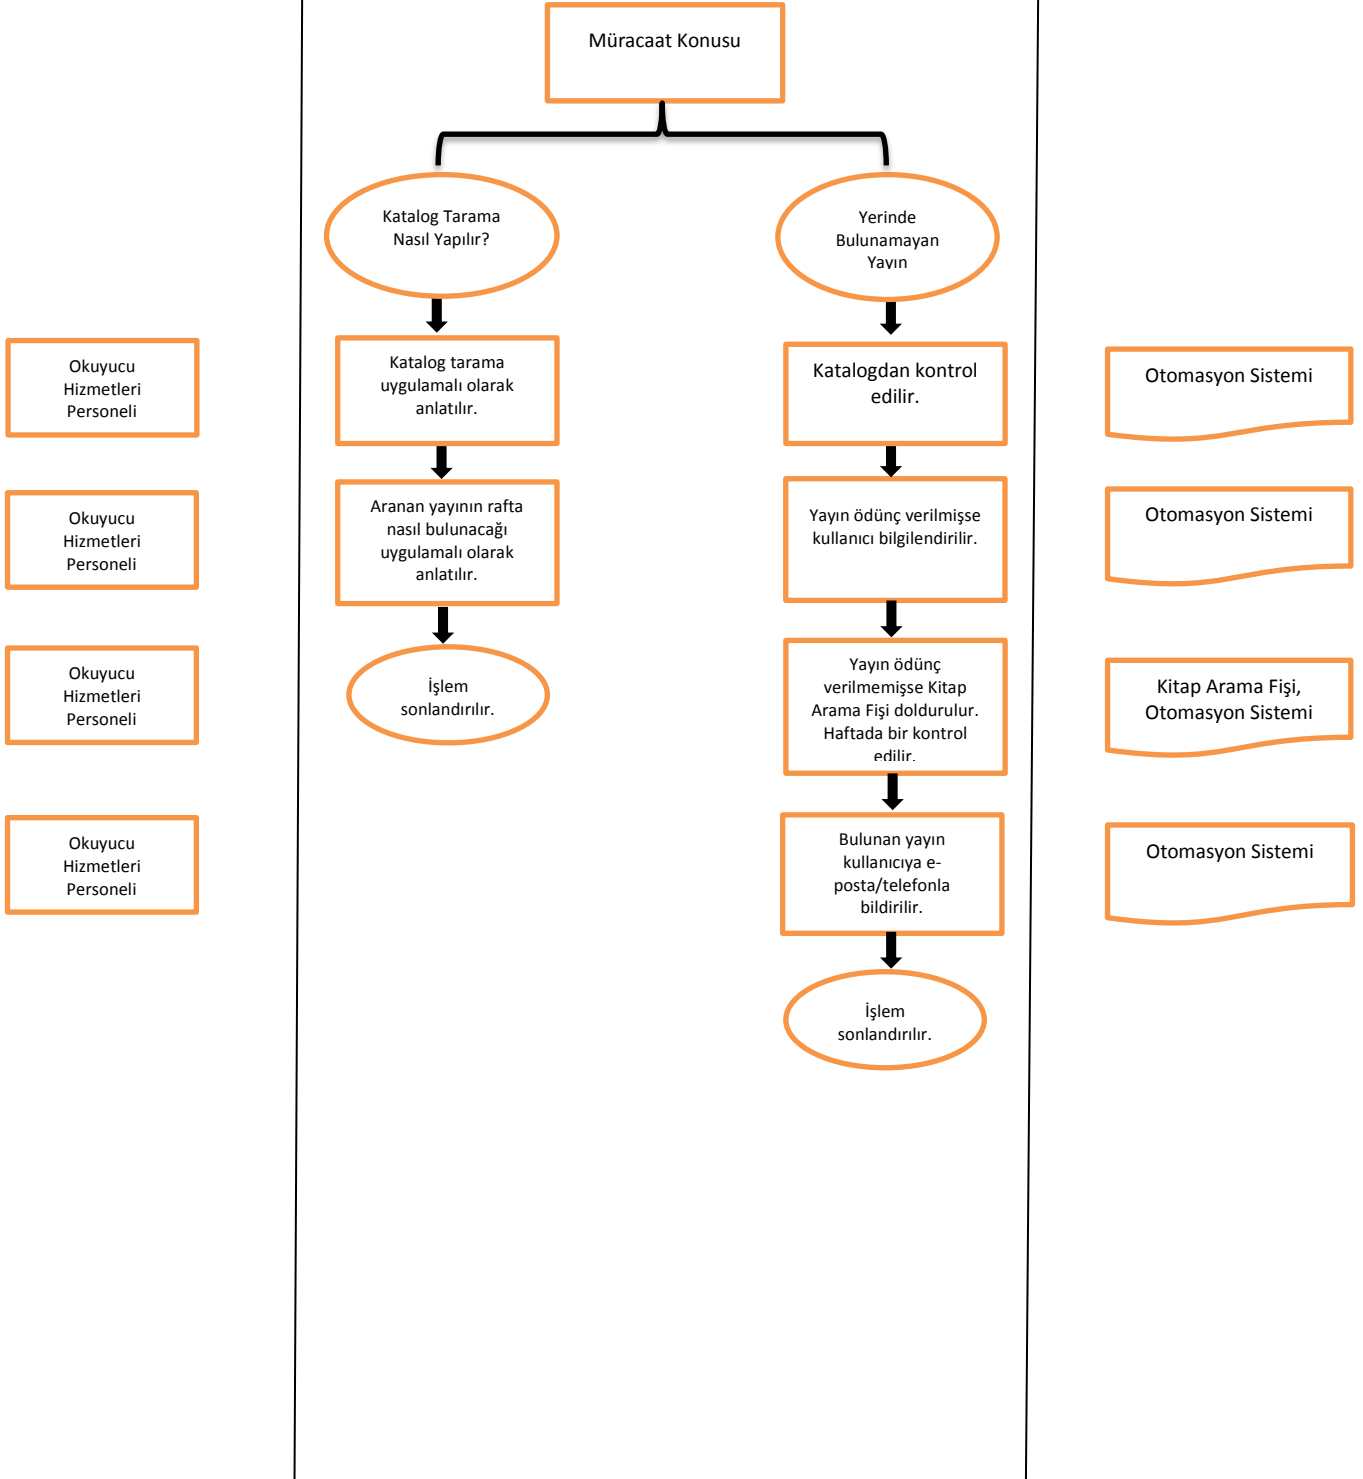 Müracaat Konusu
Katalog Tarama
Nasıl Yapılır?
Yerinde
Bulunamayan
Yayın
Okuyucu
Hizmetleri
Personeli
Katalog tarama
uygulamalı olarak
anlatılır.
Katalogdan kontrol
edilir.
Otomasyon Sistemi
Okuyucu
Hizmetleri
Personeli
Aranan yayının rafta
nasıl bulunacağı
uygulamalı olarak
anlatılır.
Yayın ödünç verilmişse
kullanıcı bilgilendirilir.
Otomasyon Sistemi
Okuyucu
Hizmetleri
Personeli
İşlem
sonlandırılır.
Yayın ödünç
verilmemişse Kitap
Arama Fişi doldurulur.
Haftada bir kontrol
edilir.
Kitap Arama Fişi,
Otomasyon Sistemi
Okuyucu
Hizmetleri
Personeli
Bulunan yayın
kullanıcıya e-
posta/telefonla
bildirilir.
Otomasyon Sistemi
İşlem
sonlandırılır.